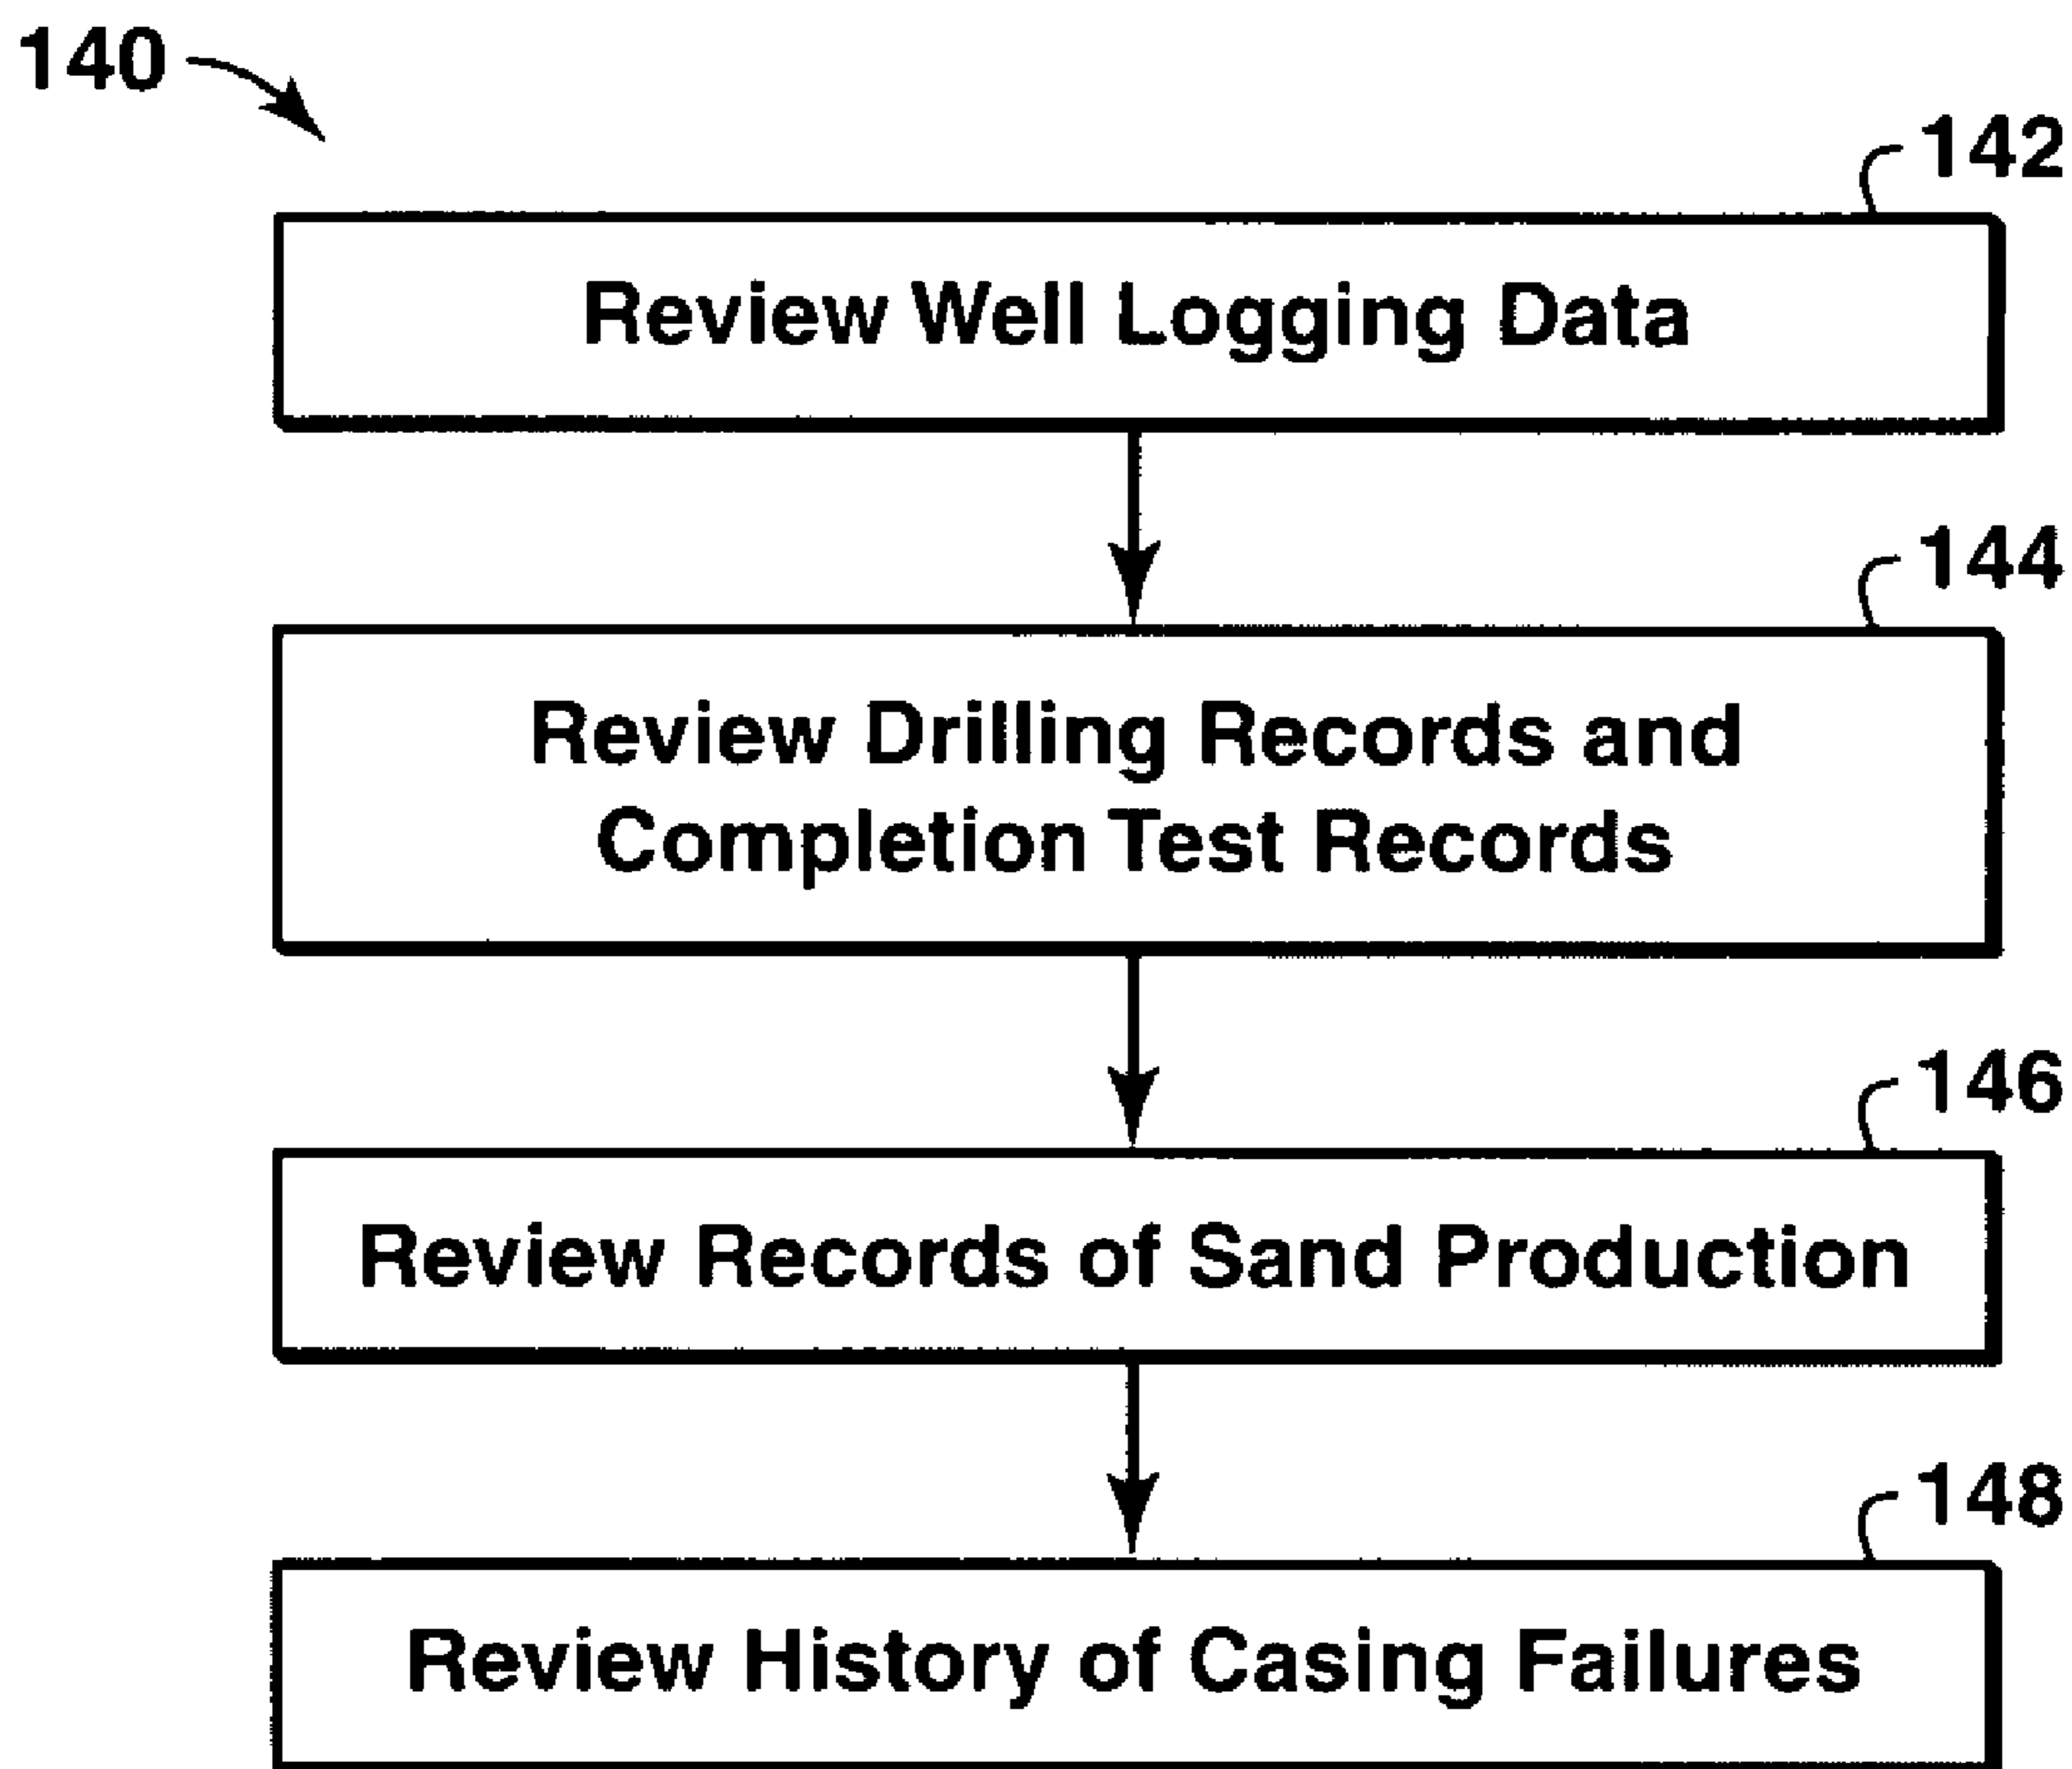 140
142
Review Well Logging Data
144
Review Drilling Records and
Completion Test Records
146
Review Records of Sand Production
148
Review History of Casing Failures